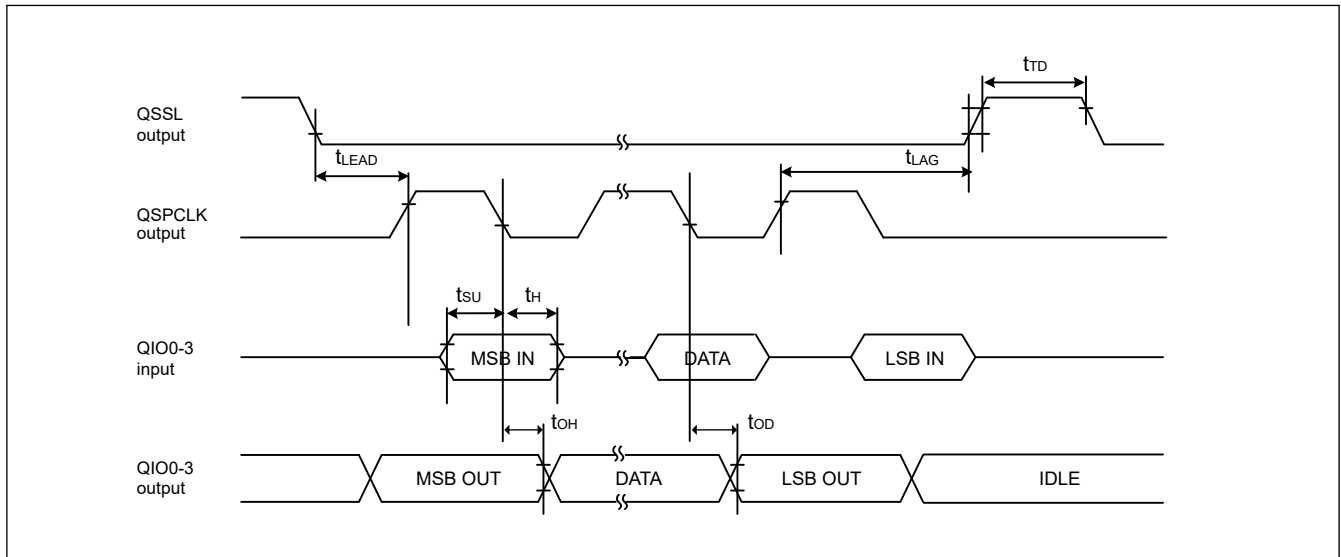 tTD
QSSL
output
tLEAD
tLAG
QSPCLK
output
tSU
tH
QIO0-3
input
MSB IN
DATA
LSB IN
tOH
tOD
QIO0-3
output
MSB OUT
DATA
LSB OUT
IDLE